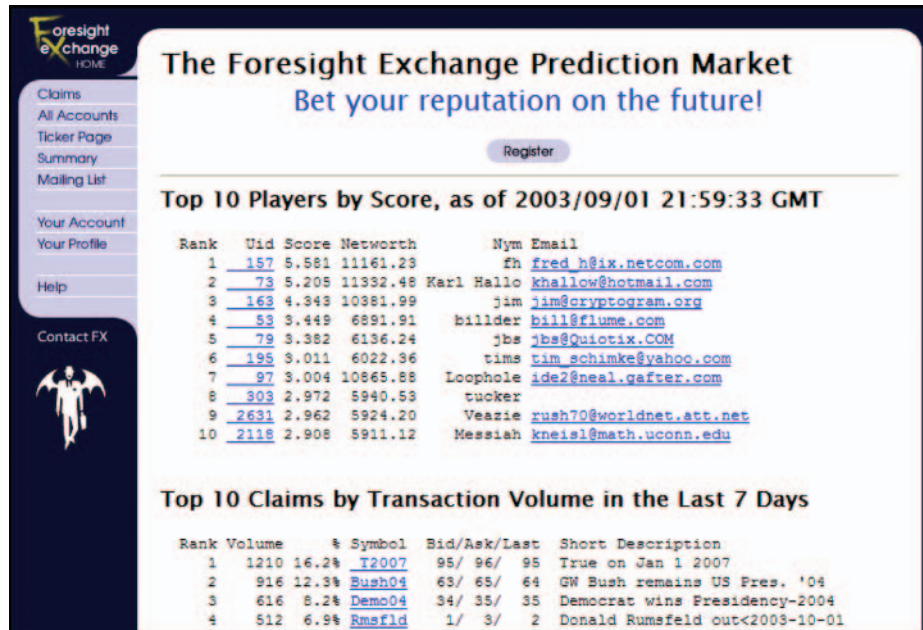 Foresight
eXchange
HOME
Claims
All Accounts
Ticker Page
Summary
Mailing List
Your Account
Your Profile
Help
Contact FX
The Foresight Exchange Prediction Market
Bet your reputation on the future!
Register
Top 10 Players by Score, as of 2003/09/01 21:59:33 GMT
Rank Uid Score Networth Nym Email
1 157 5.581 11161.23 fh fred_h@ix.netcom.com
2 73 5.205 11332.48 Karl Hallo khallow@hotmail.com
3 163 4.343 10381.99 jim jim@cryptogram.org
4 53 3.449 6891.91 billder bill@flume.com
5 79 3.382 6136.24 jbs jbs@Quiotix.COM
6 195 3.011 6022.36 tims tim_schimke@yahoo.com
7 97 3.004 10865.88 Loophole ide2@neal.gafter.com
8 303 2.972 5940.53 tucker
9 2631 2.962 5924.20 Veazie rush70@worldnet.att.net
10 2118 2.908 5911.12 Messiah kneisl@math.uconn.edu
Top 10 Claims by Transaction Volume in the Last 7 Days
Rank Volume % Symbol Bid/Ask/Last Short Description
1 1210 16.2% T2007 95/ 96/ 95 True on Jan 1 2007
2 916 12.3% Bush04 63/ 65/ 64 GW Bush remains US Pres. '04
3 616 8.2% Demo04 34/ 35/ 35 Democrat wins Presidency-2004
4 512 6.9% Rmsfld 1/ 3/ 2 Donald Rumsfeld out<2003-10-01